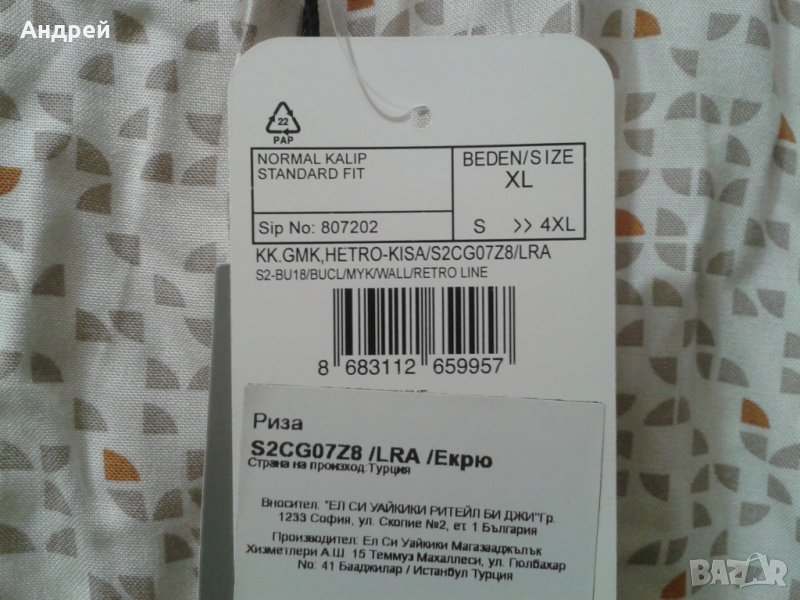 Андрей
22
PAP
NORMAL KALIP
STANDARD FIT
BEDEN/SIZE
XL
Sip No: 807202
S >> 4XL
KK.GMK,HETRO-KISA/S2CG07Z8/LRA
S2-BU18/BUCL/MYK/WALL/RETRO LINE
8 683112 659957
Риза
S2CG07Z8 /LRA /Екрю
Страна на произход Турция
Вносител: "ЕЛ СИ УАЙКИКИ РИТЕЙЛ БИ ДЖИ"Гр.
1233 София, ул. Скопие №2, ет 1 България
Производител: Ел Си Уайкики Магазааджълък
Хизметлери А.Ш 15 Теммуз Махаллеси, ул. Гюлбахар
No: 41 Бааджилар / Истанбул Турция
BAZAR